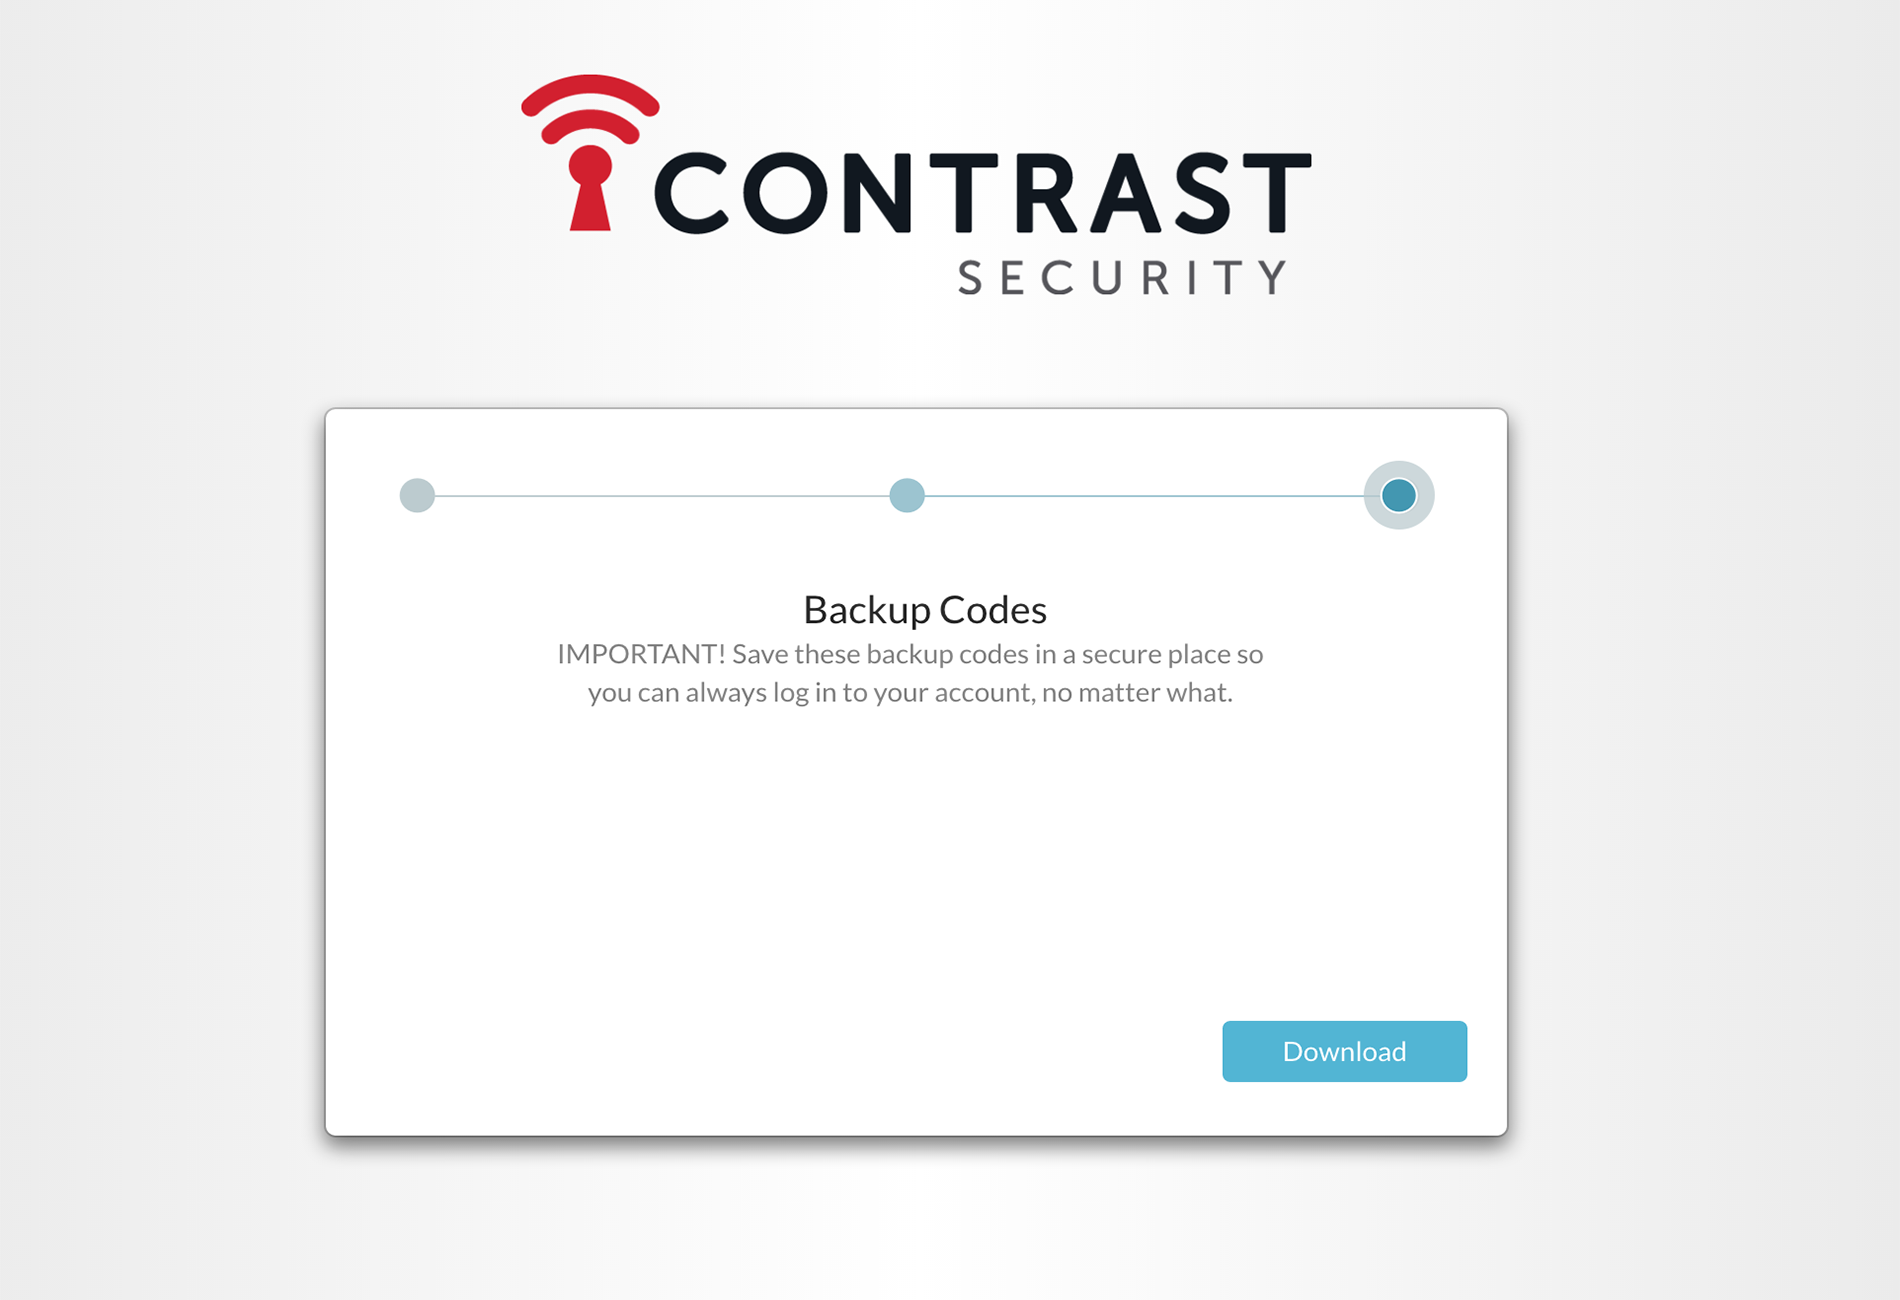 CONTRAST
SECURITY
Backup Codes
IMPORTANT! Save these backup codes in a secure place so
you can always log in to your account, no matter what.
Download